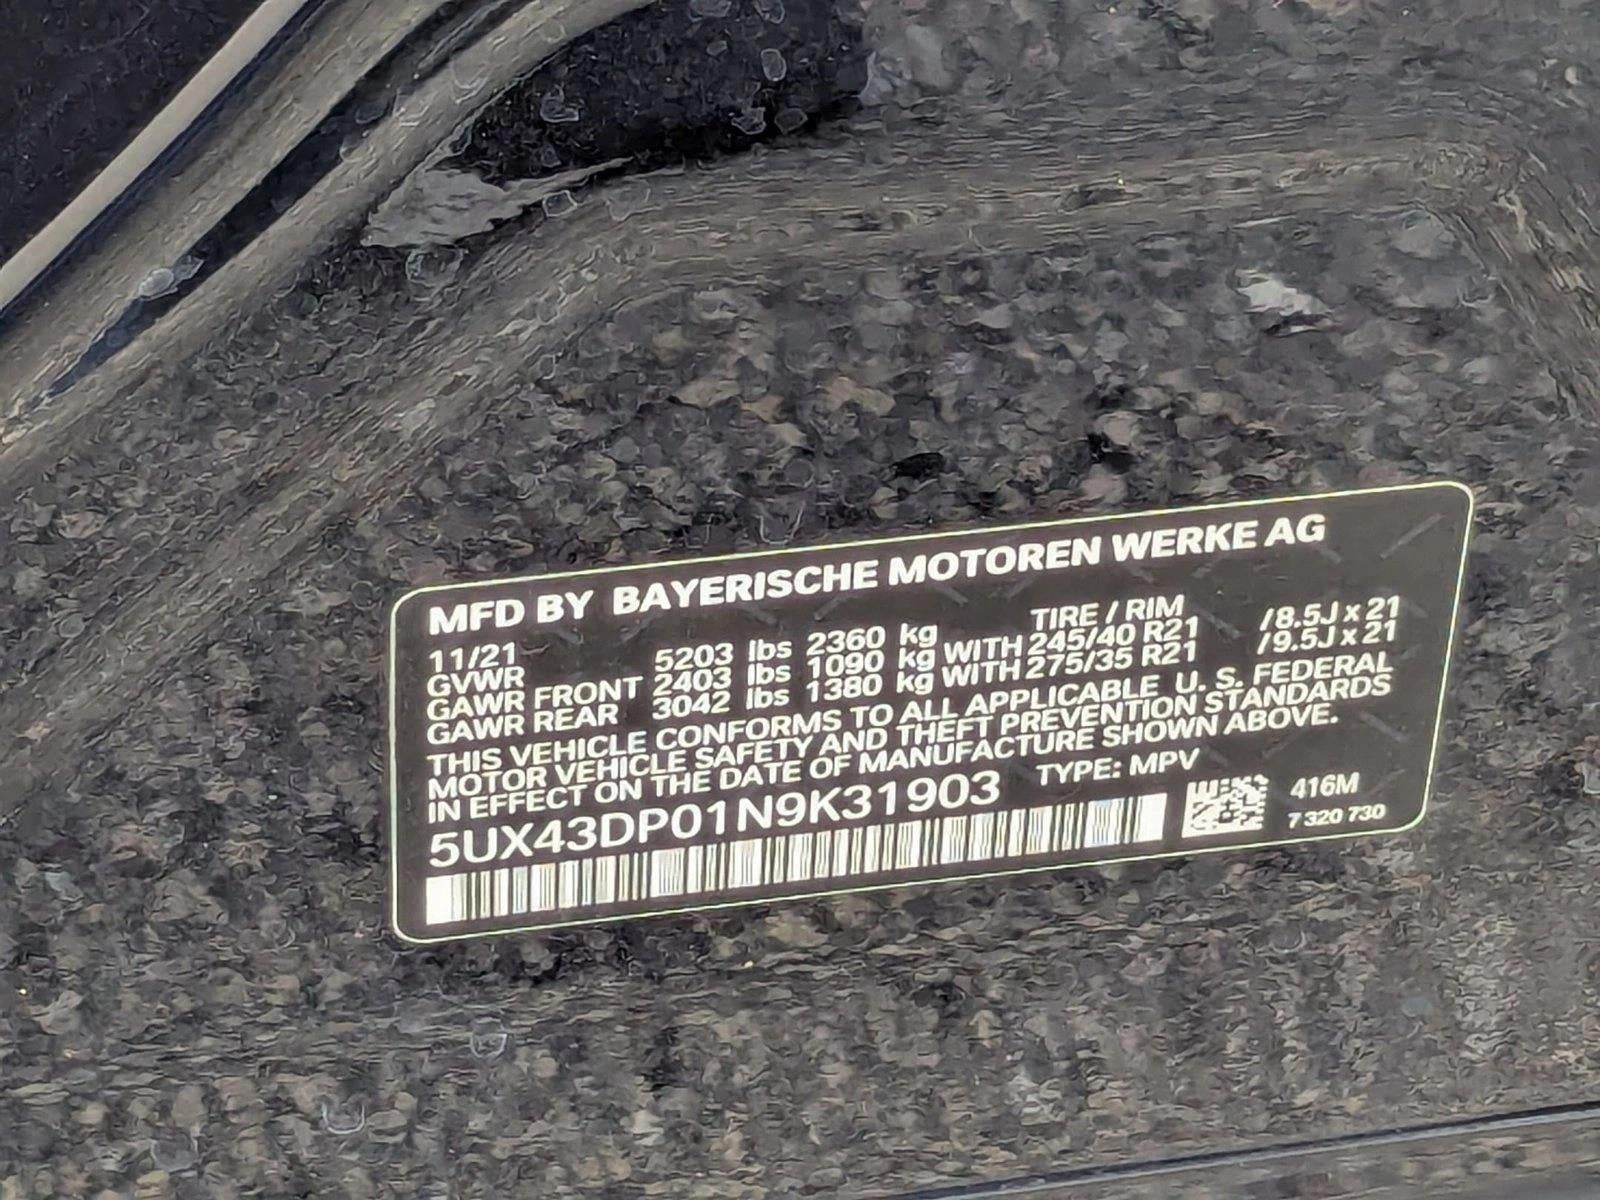 MFD BY BAYERISCHE MOTOREN WERKE AG
11/21 TIRE / RIM
GVWR 5203 lbs 2360 kg
GAWR FRONT 2403 lbs 1090 kg WITH 245/40 R21 /8.5J x 21
GAWR REAR 3042 lbs 1380 kg WITH 275/35 R21 /9.5J x 21
THIS VEHICLE CONFORMS TO ALL APPLICABLE U. S. FEDERAL
MOTOR VEHICLE SAFETY AND THEFT PREVENTION STANDARDS
IN EFFECT ON THE DATE OF MANUFACTURE SHOWN ABOVE.
5UX43DP01N9K31903 TYPE: MPV
416M
7 320 730